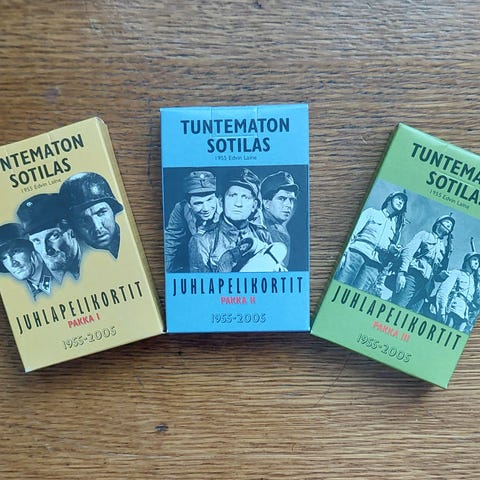 NTEMATON
SOTILAS
1955 Edvin Laine
JUHLAPELIKORTIT
PAKKA I
1955-2005
TUNTEMATON
SOTILAS
1955 Edvin Laine
JUHLAPELIKORTIT
PAKKA II
1955-2005
TUNTEMATON
SOTILAS
1955 Edvin Laine
JUHLAPELIKORTIT
PAKKA III
1955-2005